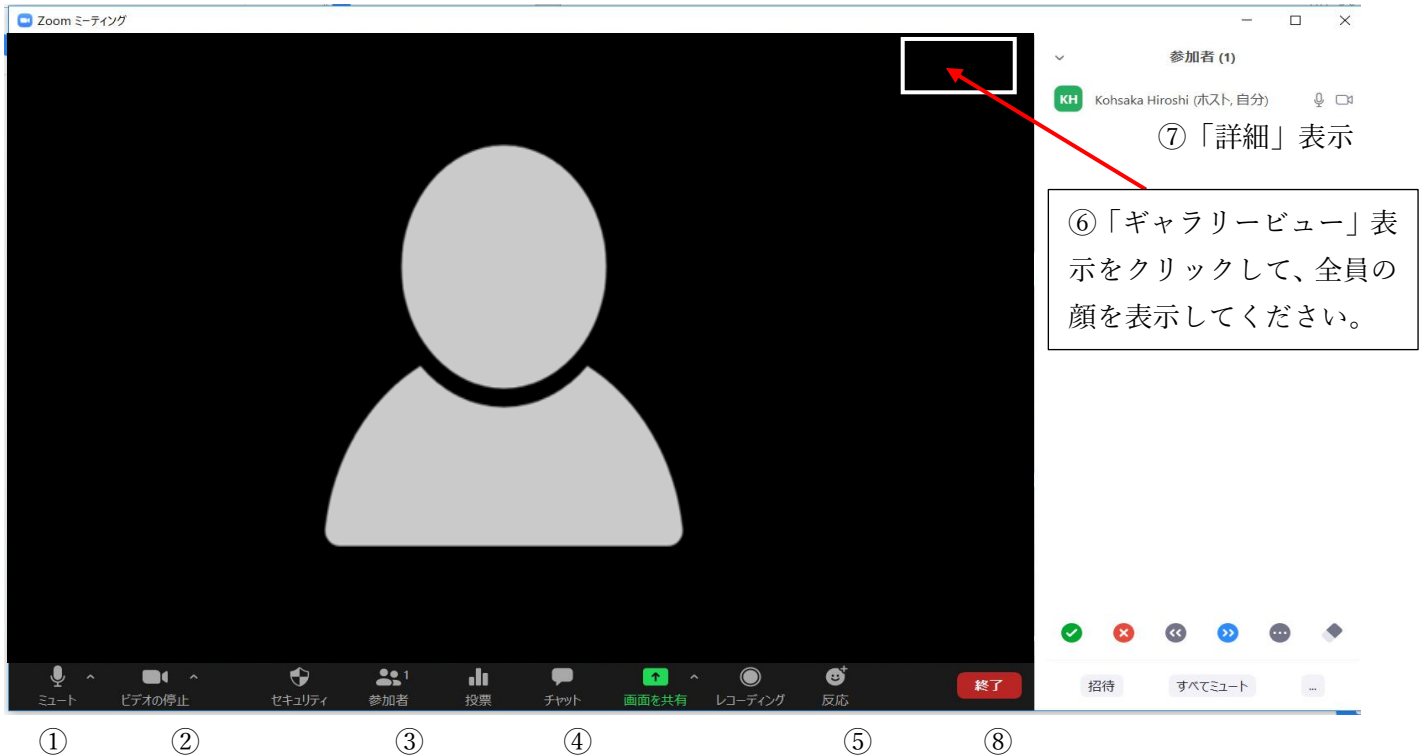 Zoom ミーティング
参加者 (1)
KH Kohsaka Hiroshi (ホスト, 自分)
⑦「詳細」表示
⑥「ギャラリービュー」表
示をクリックして、全員の
顔を表示してください。
ミュート ビデオの停止 セキュリティ 参加者 1 投票 チャット 画面を共有 レコーディング 反応 終了
招待 すべてミュート ...
① ② ③ ④ ⑤ ⑧